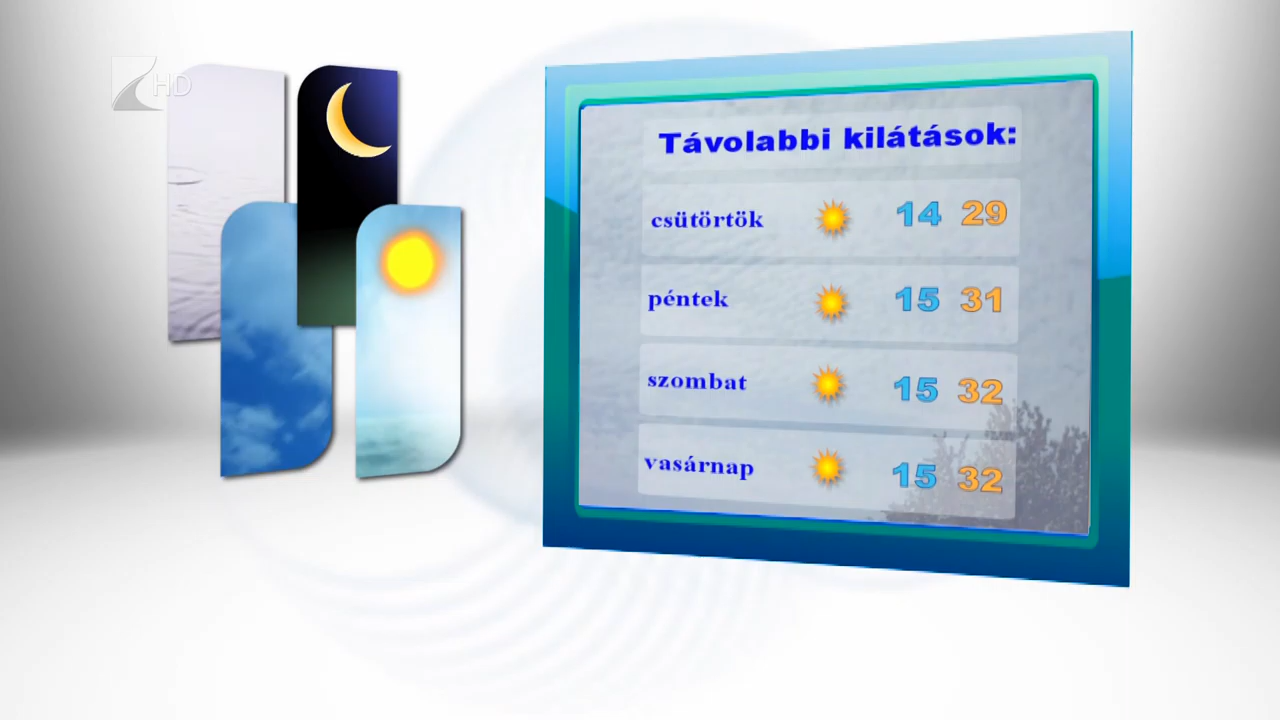 HD
Távolabbi kilátások:
csütörtök 14 29
péntek 15 31
szombat 15 32
vasárnap 15 32